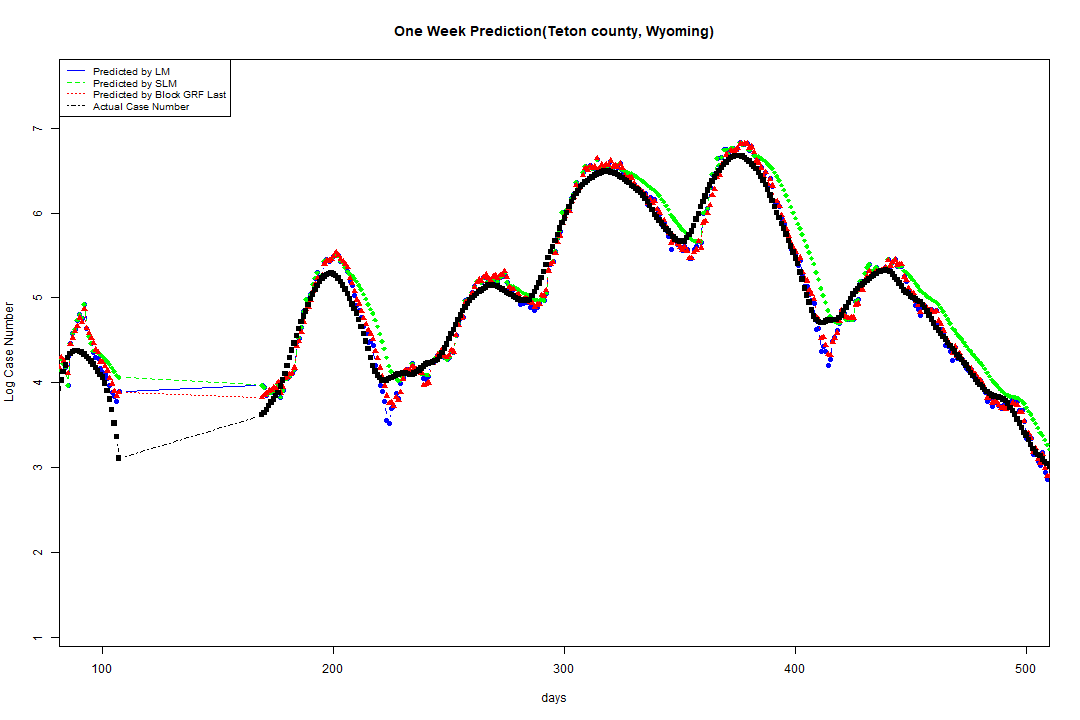 One Week Prediction(Teton county, Wyoming)
Predicted by LM
Predicted by SLM
Predicted by Block GRF Last
Actual Case Number
7
6
5
4
3
2
1
Log Case Number
100 200 300 400 500
days